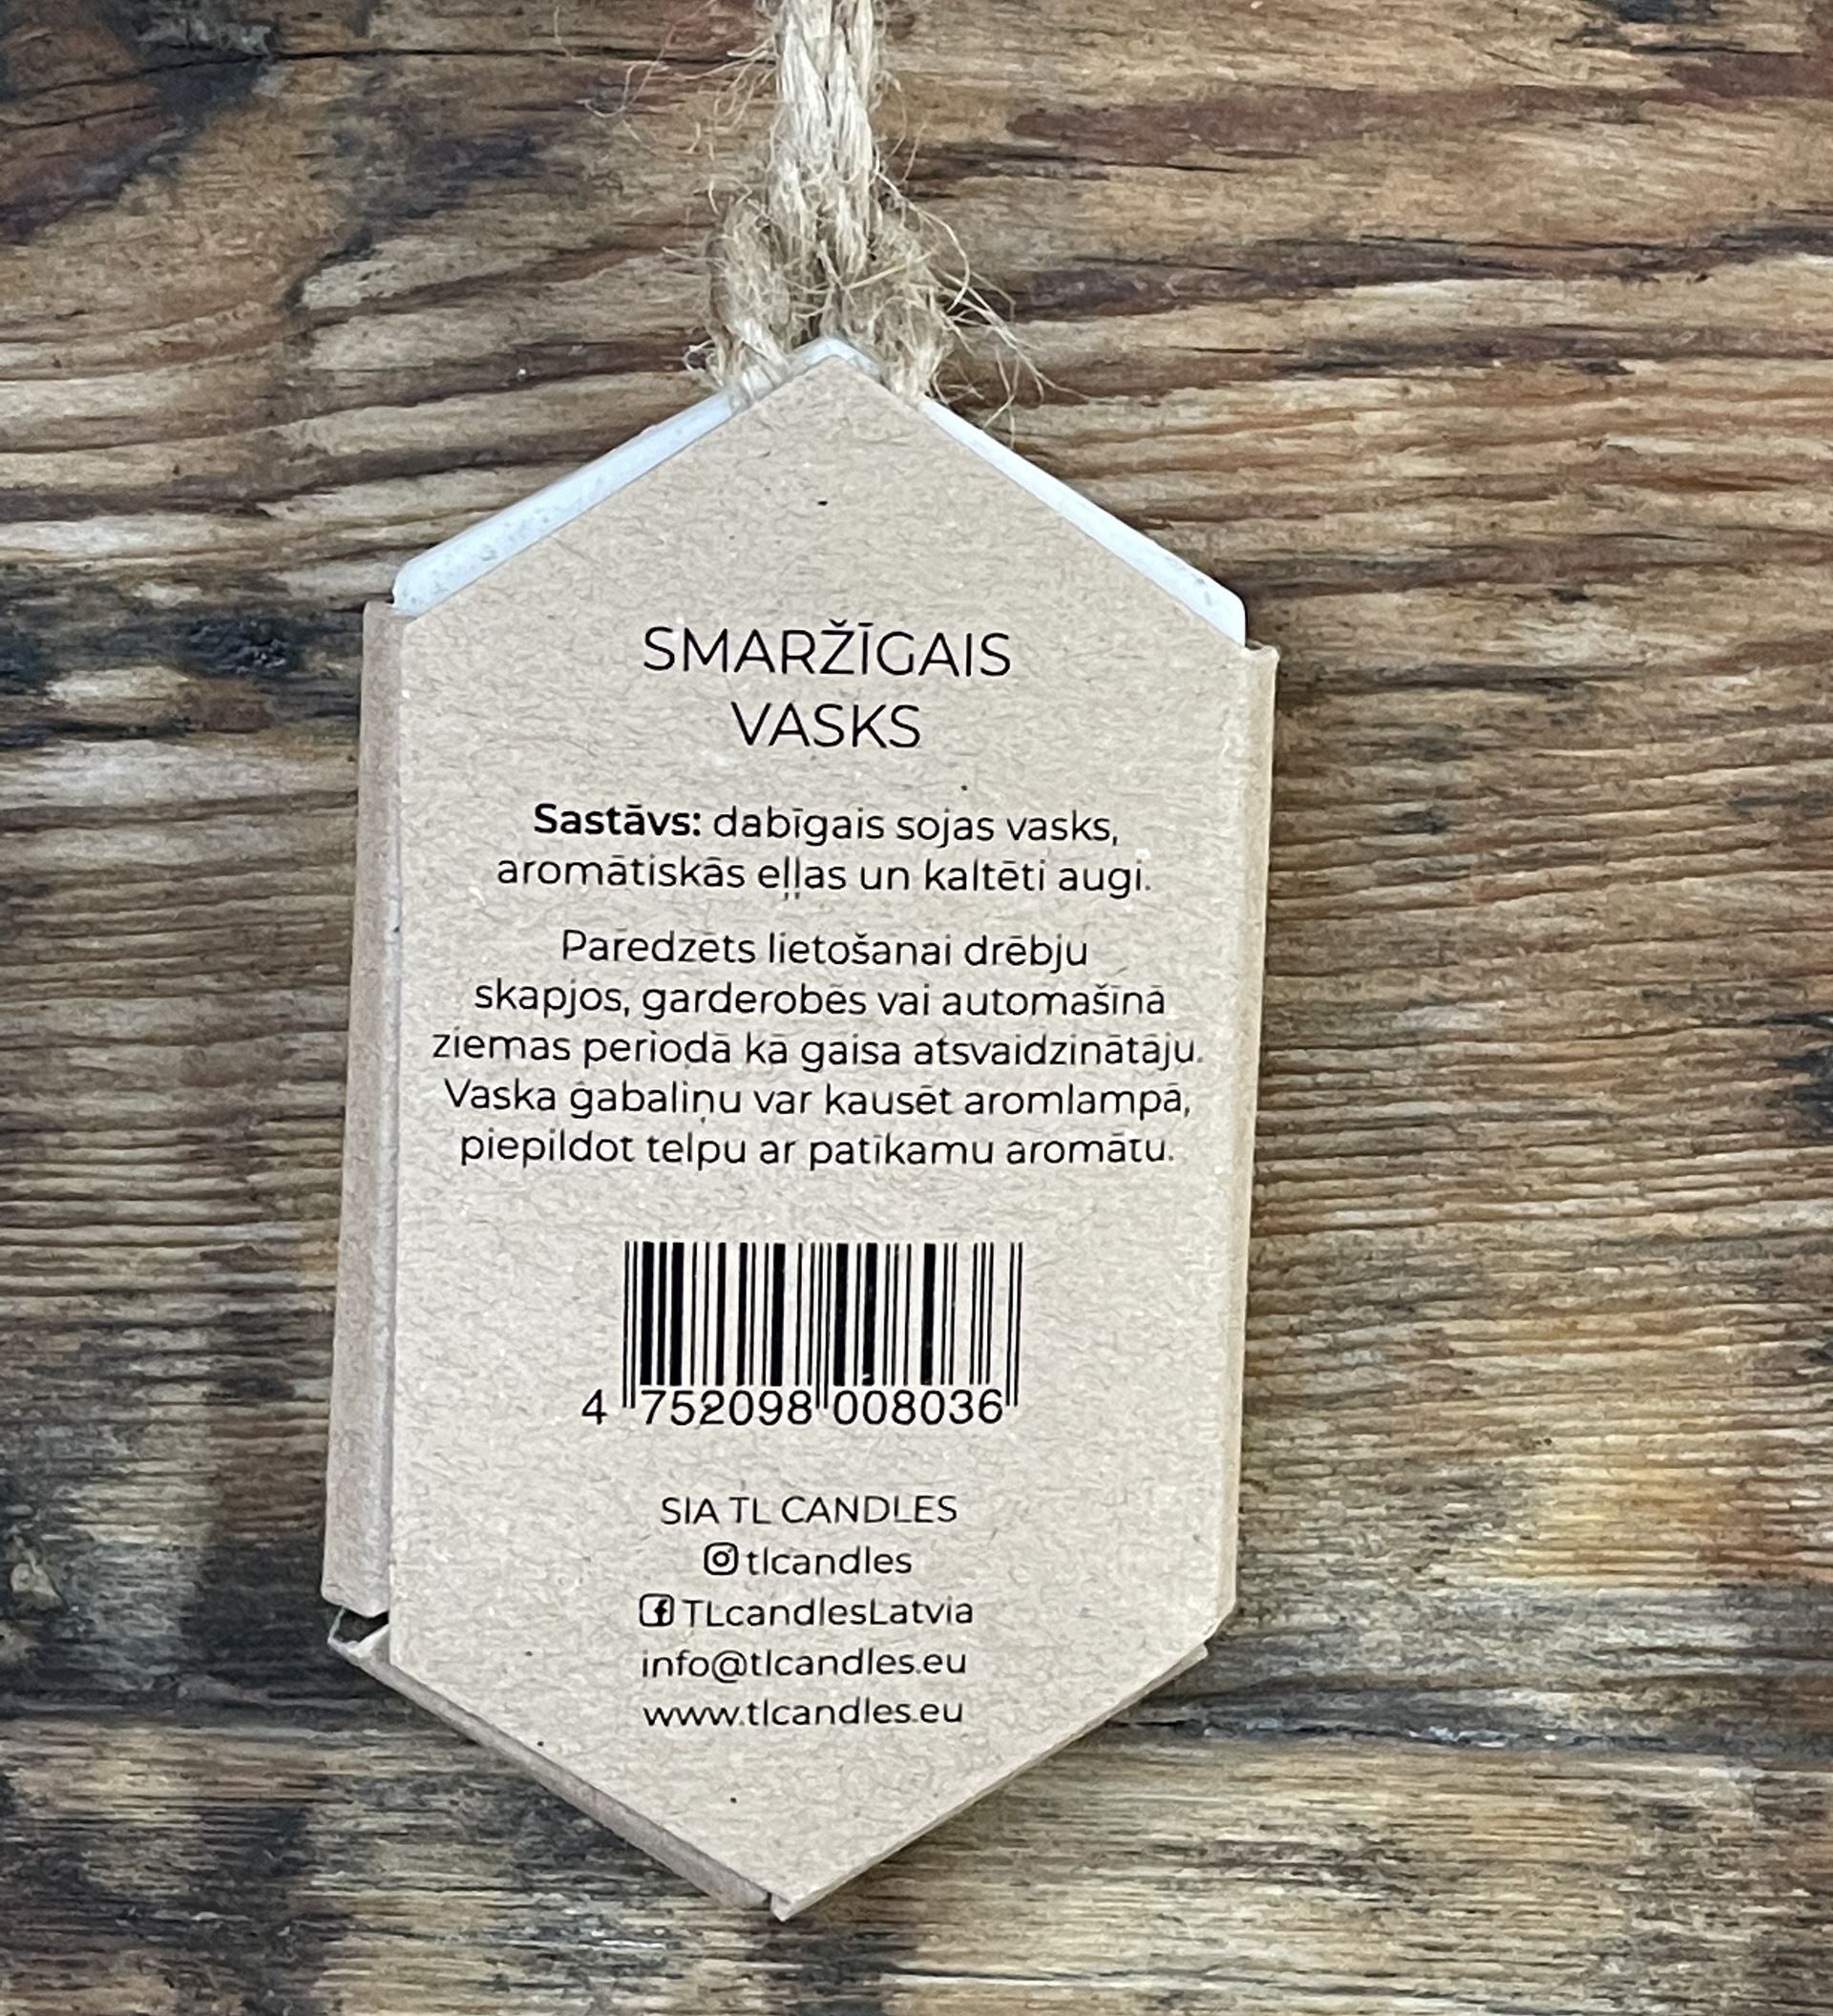 SMARŽĪGAIS
VASKS
Sastāvs: dabīgais sojas vasks,
aromātiskās eļļas un kaltēti augi.
Paredzēts lietošanai drēbju
skapjos, garderobēs vai automašīnā
ziemas periodā kā gaisa atsvaidzinātāju.
Vaska gabaliņu var kausēt aromlampā,
piepildot telpu ar patīkamu aromātu.
4 752098 008036
SIA TL CANDLES
tlcandles
TLcandlesLatvia
info@tlcandles.eu
www.tlcandles.eu